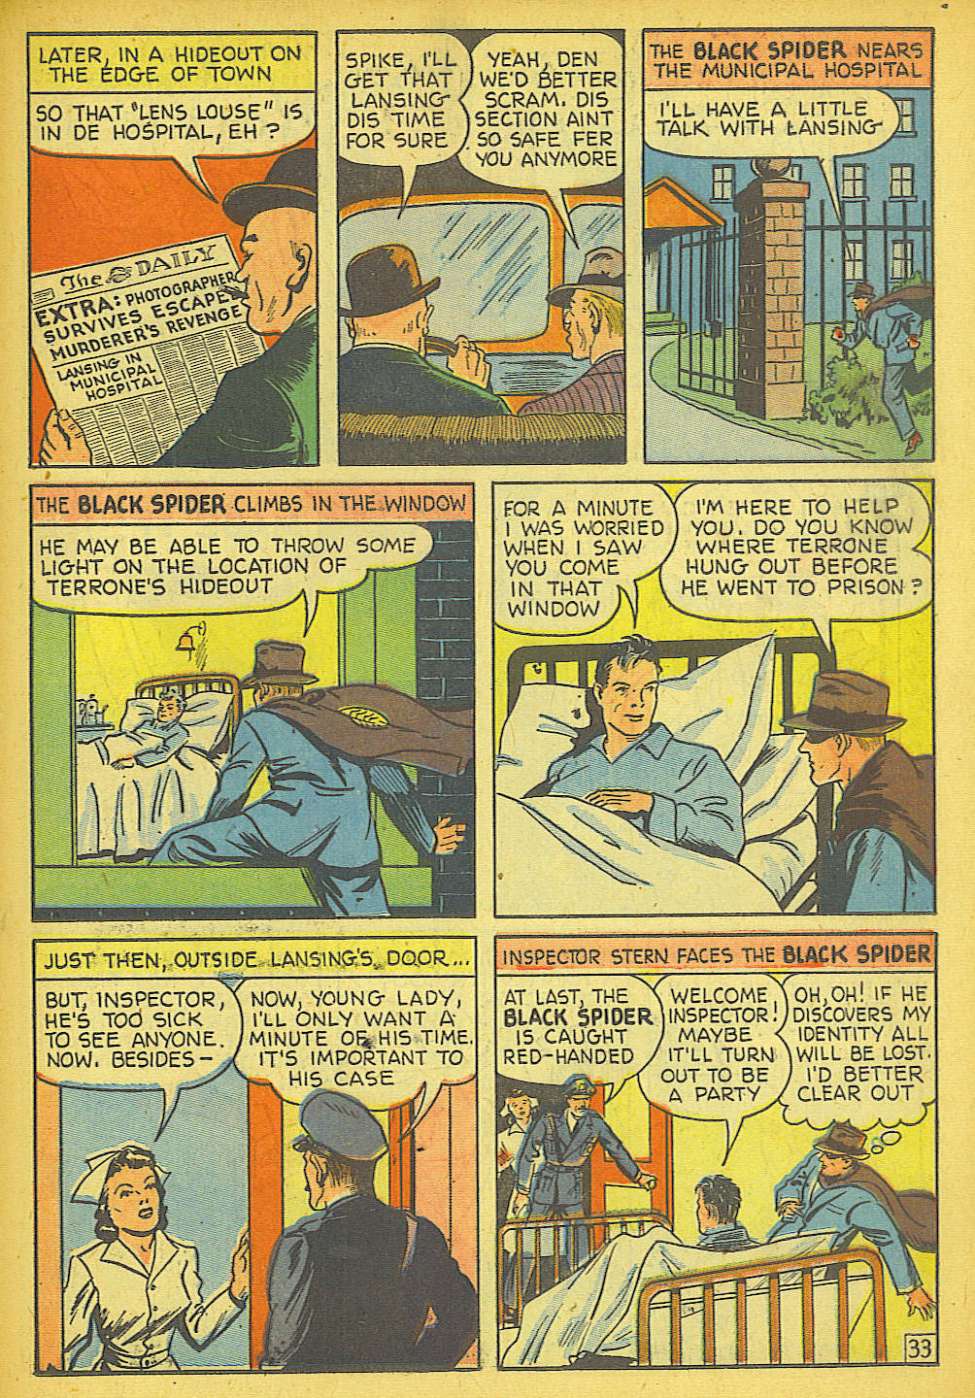 LATER, IN A HIDEOUT ON
THE EDGE OF TOWN
SO THAT "LENS LOUSE" IS
IN DE HOSPITAL, EH?
The DAILY
EXTRA: PHOTOGRAPHER
SURVIVES ESCAPED
MURDERER'S REVENGE
LANSING IN
MUNICIPAL
HOSPITAL
SPIKE, I'LL
GET THAT
LANSING
DIS TIME
FOR SURE
YEAH, DEN
WE'D BETTER
SCRAM. DIS
SECTION AINT
SO SAFE FER
YOU ANYMORE
THE BLACK SPIDER NEARS
THE MUNICIPAL HOSPITAL
I'LL HAVE A LITTLE
TALK WITH LANSING
THE BLACK SPIDER CLIMBS IN THE WINDOW
HE MAY BE ABLE TO THROW SOME
LIGHT ON THE LOCATION OF
TERRONE'S HIDEOUT
FOR A MINUTE
I WAS WORRIED
WHEN I SAW
YOU COME
IN THAT
WINDOW
I'M HERE TO HELP
YOU. DO YOU KNOW
WHERE TERRONE
HUNG OUT BEFORE
HE WENT TO PRISON?
JUST THEN, OUTSIDE LANSING'S DOOR...
BUT, INSPECTOR,
HE'S TOO SICK
TO SEE ANYONE.
NOW. BESIDES-
NOW, YOUNG LADY,
I'LL ONLY WANT A
MINUTE OF HIS TIME.
IT'S IMPORTANT TO
HIS CASE
INSPECTOR STERN FACES THE BLACK SPIDER
AT LAST, THE
BLACK SPIDER
IS CAUGHT
RED-HANDED
WELCOME,
INSPECTOR!
MAYBE
IT'LL TURN
OUT TO BE
A PARTY
OH, OH! IF HE
DISCOVERS MY
IDENTITY ALL
WILL BE LOST.
I'D BETTER
CLEAR OUT
33